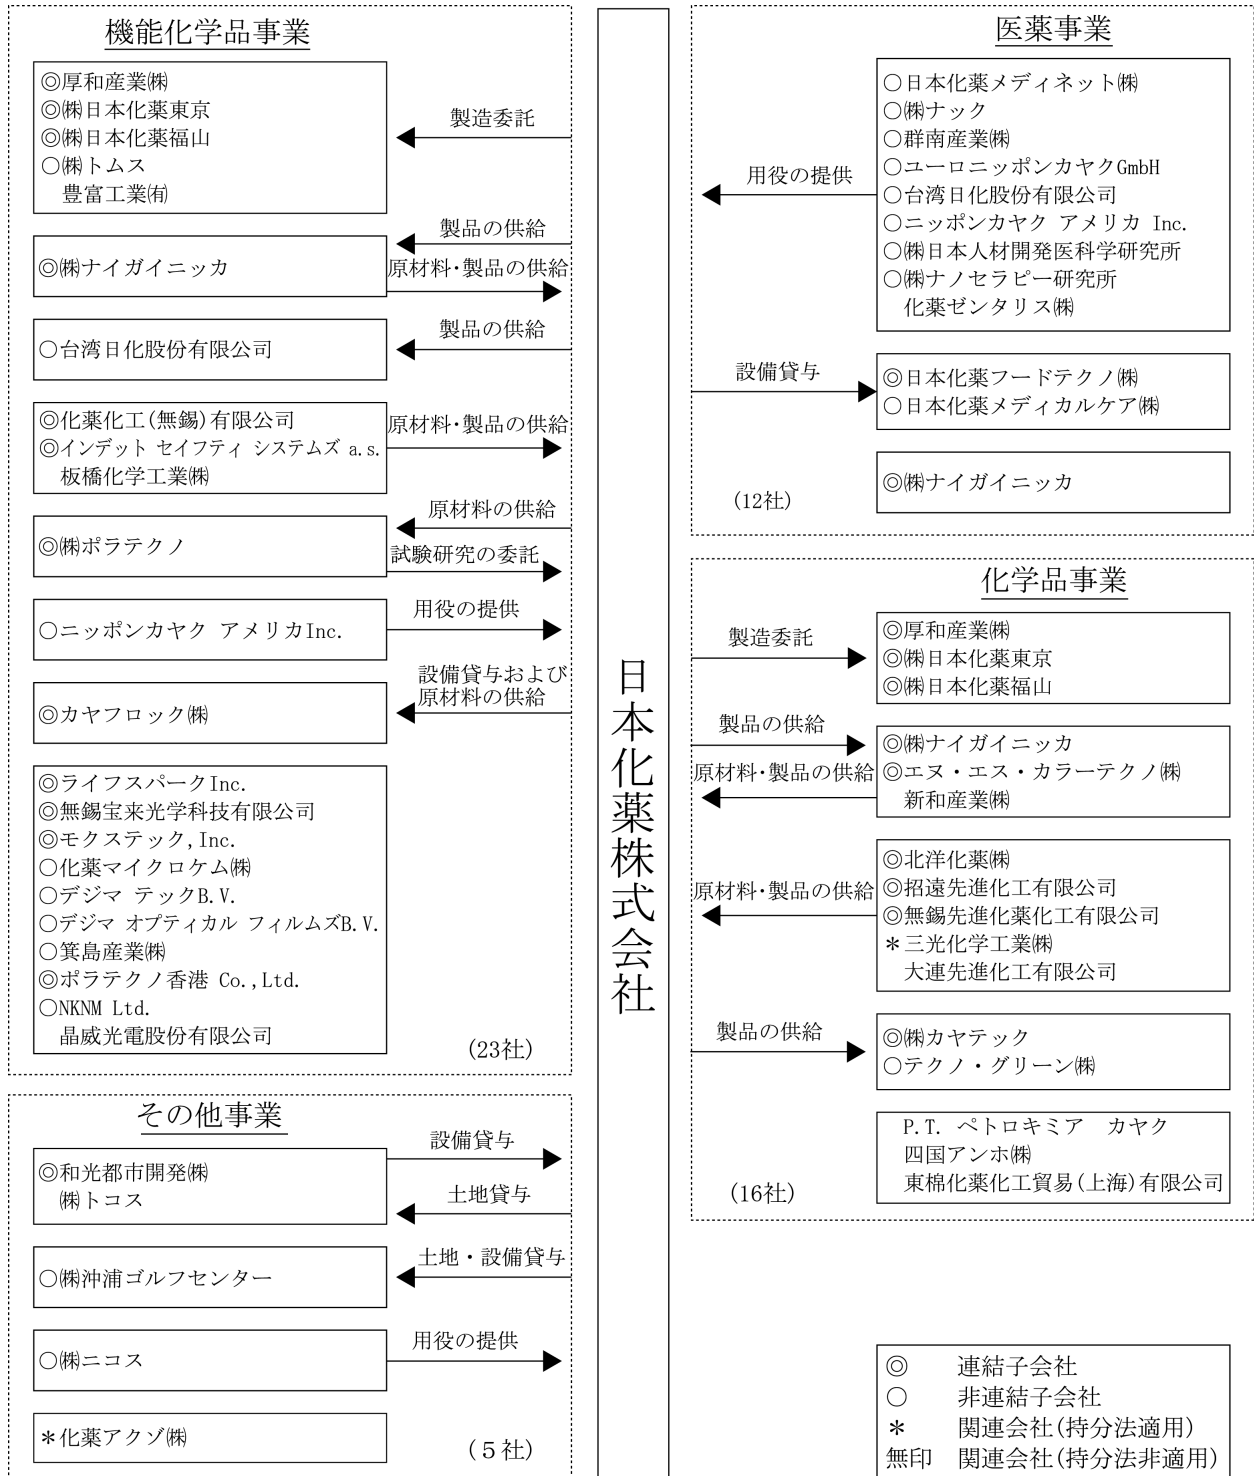 機能化学品事業
◎厚和産業㈱
◎㈱日本化薬東京
◎㈱日本化薬福山
○㈱トムス
豊富工業㈲
製造委託
◎㈱ナイガイニッカ
製品の供給
原材料・製品の供給
○台湾日化股份有限公司
製品の供給
◎化薬化工(無錫)有限公司
◎インデット セイフティ システムズ a.s.
板橋化学工業㈱
原材料・製品の供給
◎㈱ポラテクノ
原材料の供給
試験研究の委託
○ニッポンカヤク アメリカInc.
用役の提供
◎カヤフロック㈱
設備貸与および
原材料の供給
◎ライフスパークInc.
◎無錫宝来光学科技有限公司
◎モクステック,Inc.
○化薬マイクロケム㈱
○デジマ テックB.V.
○デジマ オプティカル フィルムズB.V.
○箕島産業㈱
◎ポラテクノ香港 Co.,Ltd.
○NKNM Ltd.
晶威光電股份有限公司
(23社)
その他事業
◎和光都市開発㈱
㈱トコス
設備貸与
土地貸与
○㈱沖浦ゴルフセンター
土地・設備貸与
○㈱ニコス
用役の提供
＊化薬アクゾ㈱
(５社)
日本化薬株式会社
医薬事業
○日本化薬メディネット㈱
○㈱ナック
○群南産業㈱
○ユーロニッポンカヤクGmbH
○台湾日化股份有限公司
○ニッポンカヤク アメリカ Inc.
○㈱日本人材開発医科学研究所
○㈱ナノセラピー研究所
化薬ゼンタリス㈱
用役の提供
設備貸与
◎日本化薬フードテクノ㈱
○日本化薬メディカルケア㈱
◎㈱ナイガイニッカ
(12社)
化学品事業
製造委託
◎厚和産業㈱
◎㈱日本化薬東京
◎㈱日本化薬福山
製品の供給
原材料・製品の供給
◎㈱ナイガイニッカ
◎エヌ・エス・カラーテクノ㈱
新和産業㈱
原材料・製品の供給
◎北洋化薬㈱
◎招遠先進化工有限公司
◎無錫先進化薬化工有限公司
＊三光化学工業㈱
大連先進化工有限公司
製品の供給
◎㈱カヤテック
○テクノ・グリーン㈱
P.T. ペトロキミア　カヤク
四国アンホ㈱
東棉化薬化工貿易(上海)有限公司
(16社)
◎　連結子会社
○　非連結子会社
＊　関連会社(持分法適用)
無印　関連会社(持分法非適用)